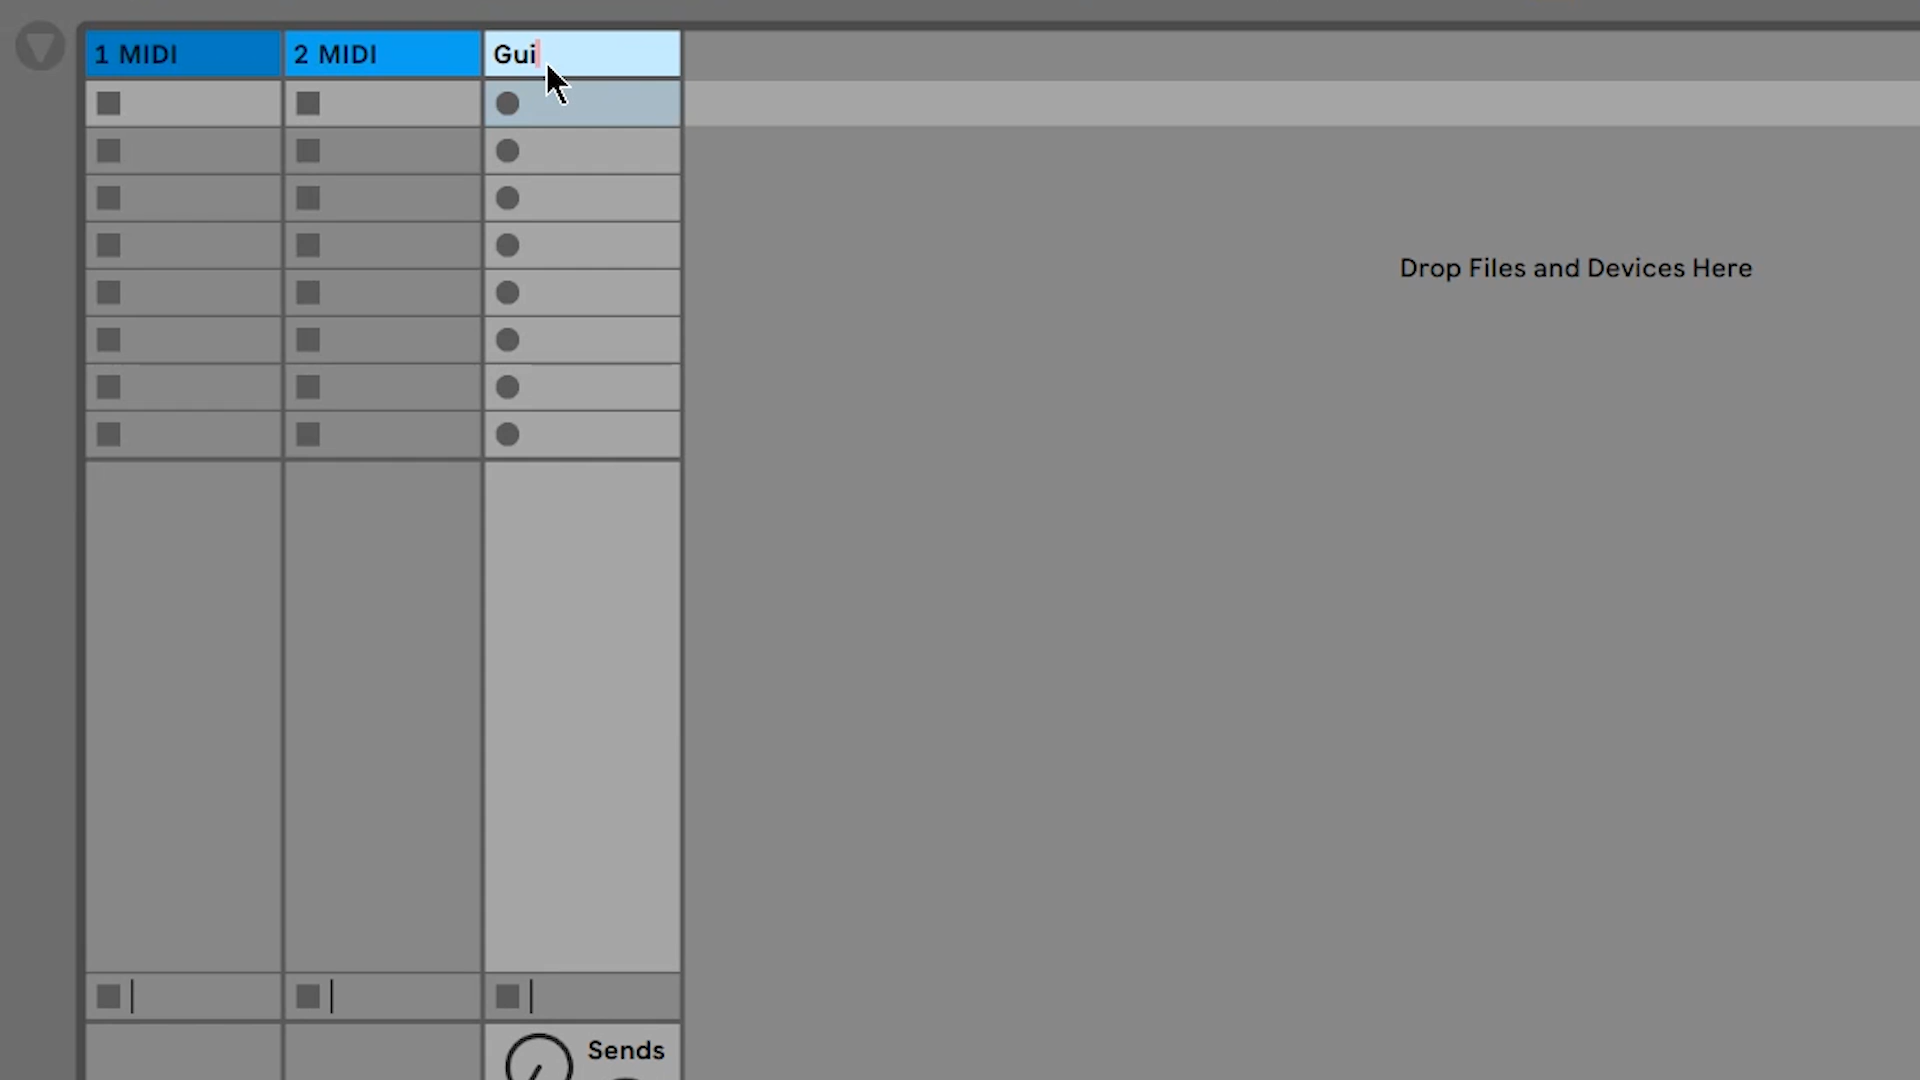 1 MIDI
2 MIDI
Gui
Drop Files and Devices Here
Sends